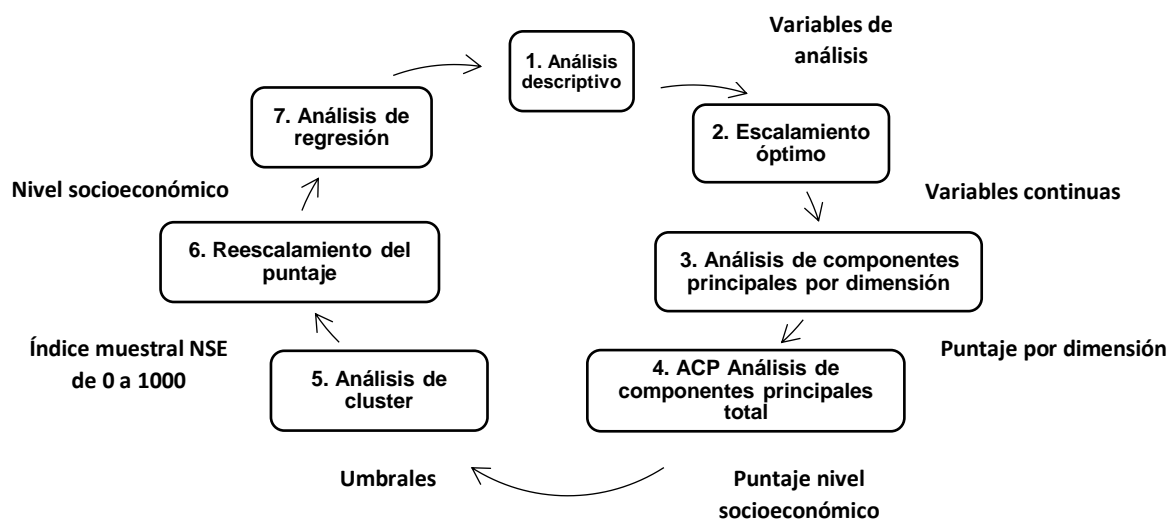 1. Análisis
descriptivo
Variables de
análisis
2. Escalamiento
óptimo
Variables continuas
3. Análisis de componentes
principales por dimensión
Puntaje por dimensión
4. ACP Análisis de
componentes principales
total
Puntaje nivel
socioeconómico
Umbrales
5. Análisis de
cluster
Índice muestral NSE
de 0 a 1000
6. Reescalamiento del
puntaje
Nivel socioeconómico
7. Análisis de
regresión